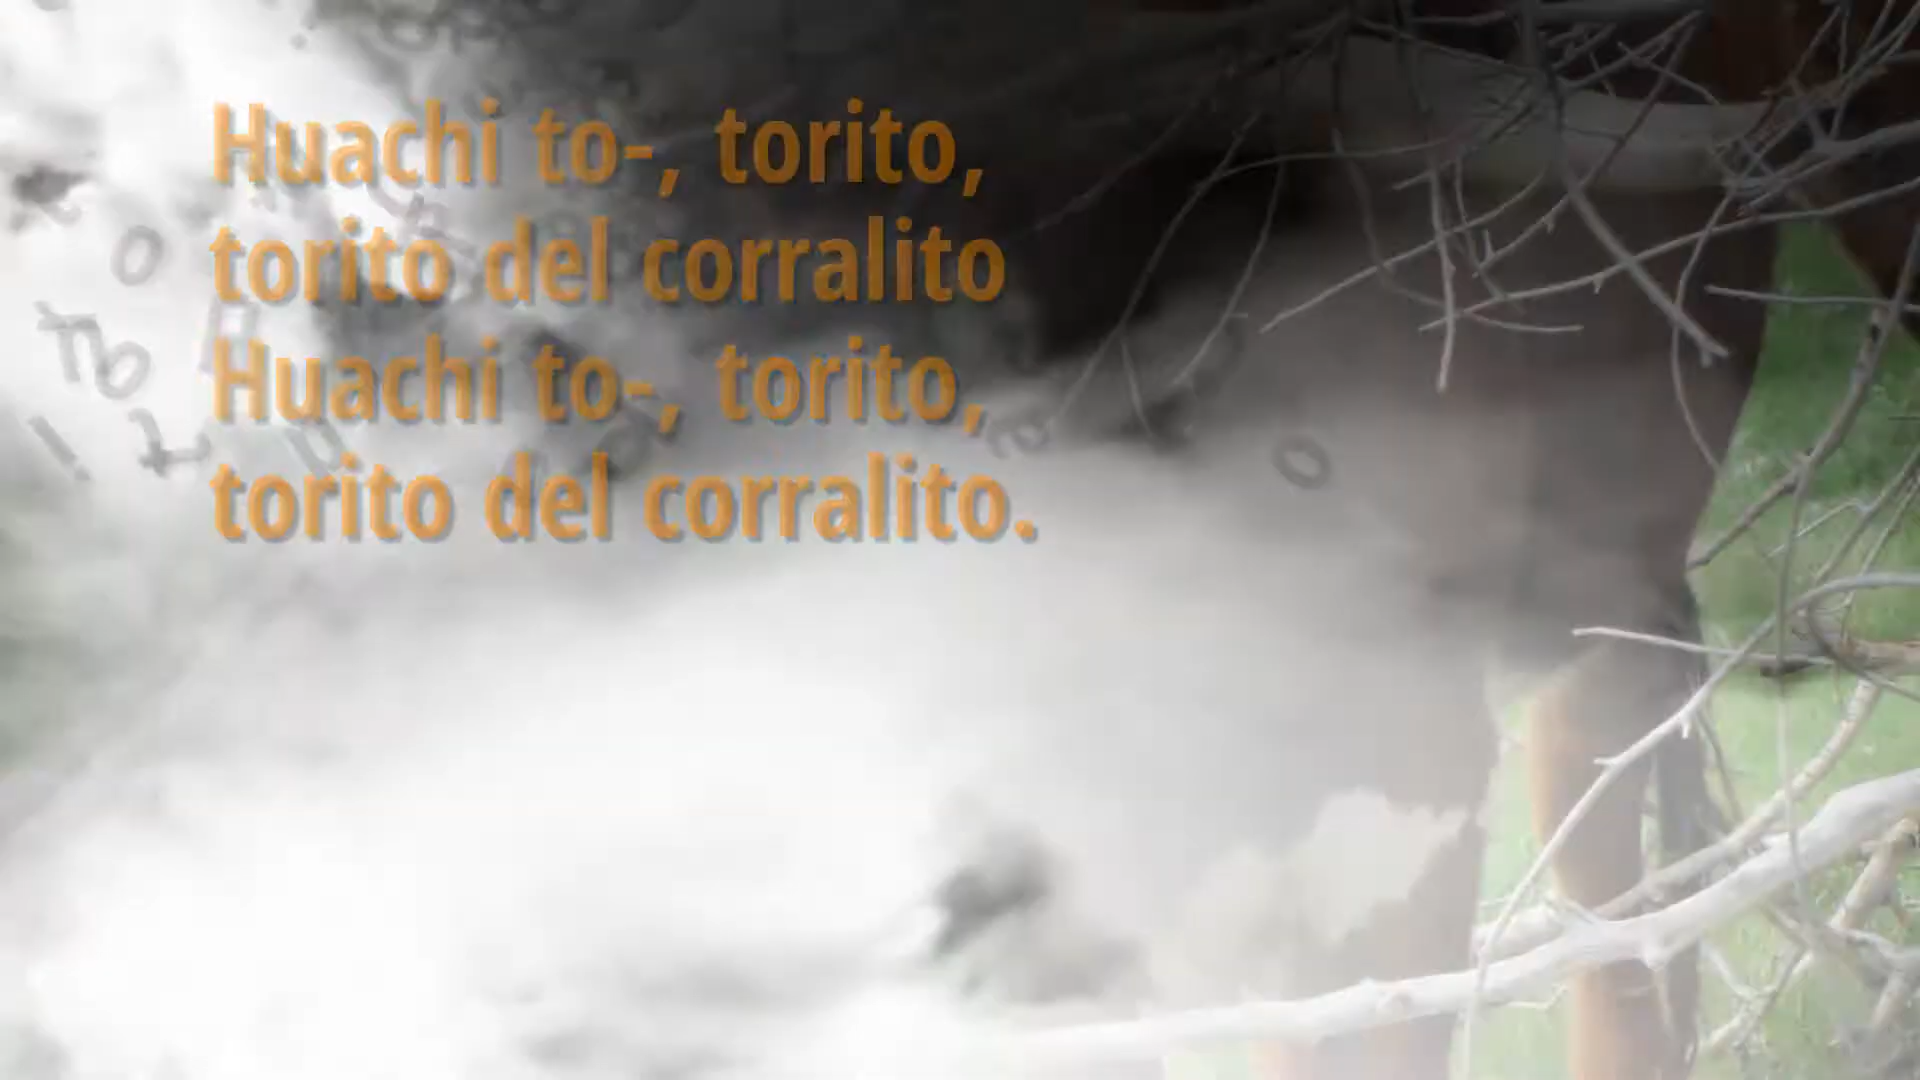 Huachi to-, torito,
torito del corralito
Huachi to-, torito,
torito del corralito.